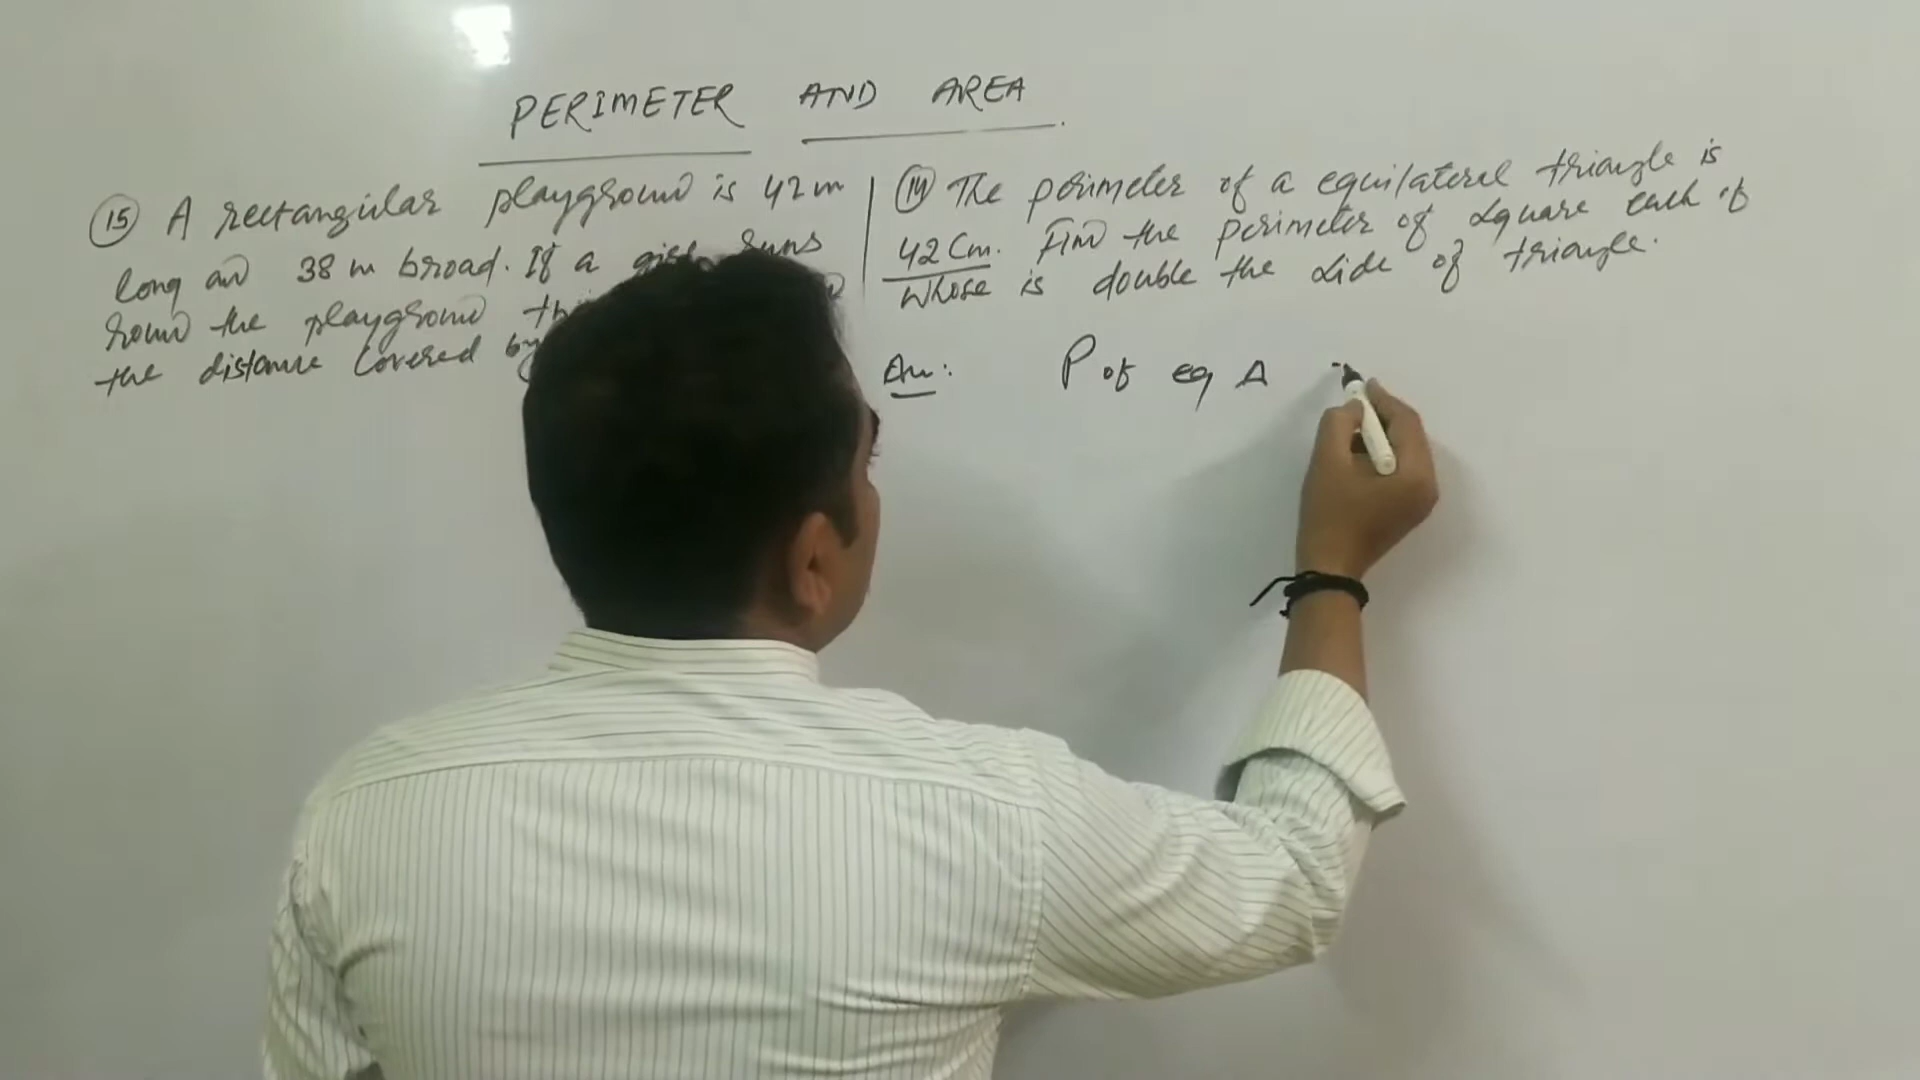 PERIMETER AND AREA
(15) A rectangular playground is 42m
long and 38 m broad. If a girl runs
round the playground
the distance covered by
(14) The perimeter of a equilateral triangle is
42 Cm. Find the perimeter of square each of
whose is double the side of triangle.
Ans:
P of eq Δ